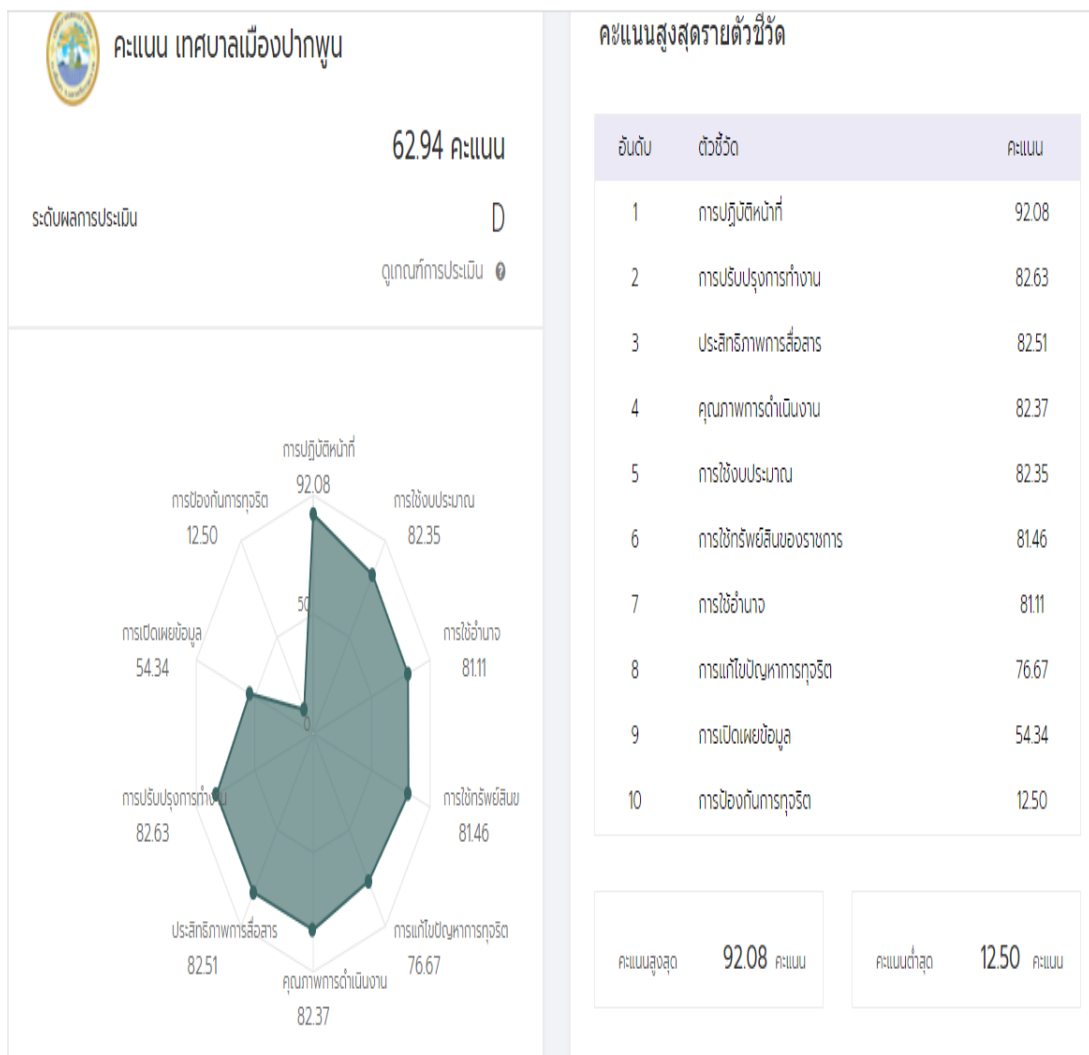 คะแนน เทศบาลเมืองปากพูน
62.94 คะแนน
ระดับผลการประเมิน D
ดูเกณฑ์การประเมิน
การปฏิบัติหน้าที่
92.08
การใช้งบประมาณ
82.35
การใช้อำนาจ
81.11
การใช้ทรัพย์สินข
81.46
การแก้ไขปัญหาการทุจริต
76.67
คุณภาพการดำเนินงาน
82.37
ประสิทธิภาพการสื่อสาร
82.51
การปรับปรุงการทำงาน
82.63
การเปิดเผยข้อมูล
54.34
การป้องกันการทุจริต
12.50
50
0
คะแนนสูงสุดรายตัวชี้วัด
อันดับ ตัวชี้วัด คะแนน
1 การปฏิบัติหน้าที่ 92.08
2 การปรับปรุงการทำงาน 82.63
3 ประสิทธิภาพการสื่อสาร 82.51
4 คุณภาพการดำเนินงาน 82.37
5 การใช้งบประมาณ 82.35
6 การใช้ทรัพย์สินของราชการ 81.46
7 การใช้อำนาจ 81.11
8 การแก้ไขปัญหาการทุจริต 76.67
9 การเปิดเผยข้อมูล 54.34
10 การป้องกันการทุจริต 12.50
คะแนนสูงสุด 92.08 คะแนน
คะแนนต่ำสุด 12.50 คะแนน